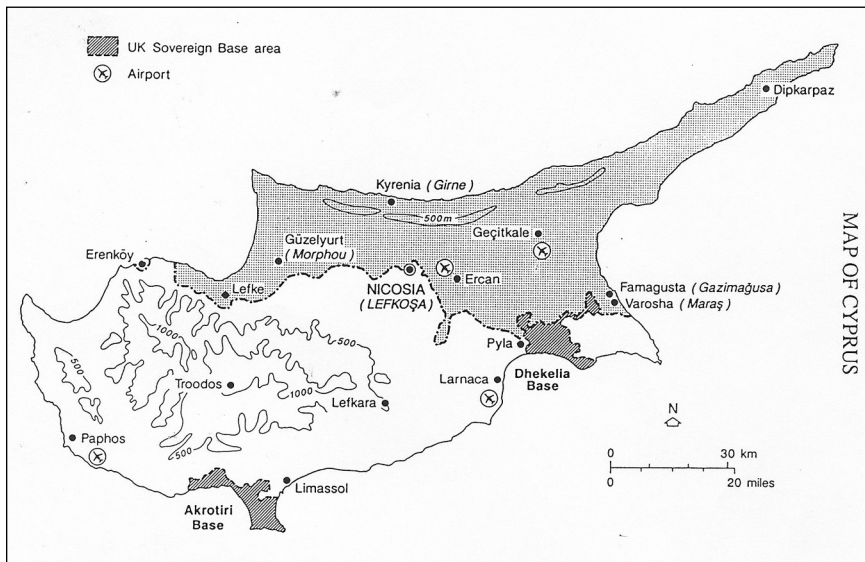 UK Sovereign Base area
Airport
MAP OF CYPRUS
Dipkarpaz
Kyrenia (Girne)
500m
Geçitkale
Güzelyurt
(Morphou)
Erenköy
Lefke
NICOSIA
(LEFKOŞA)
Ercan
Famagusta (Gazimağusa)
Varosha (Maraş)
Pyla
Dhekelia
Base
500
1000
500
Troodos
1000
Larnaca
Lefkara
500
Paphos
Limassol
Akrotiri
Base
N
0 30 km
0 20 miles